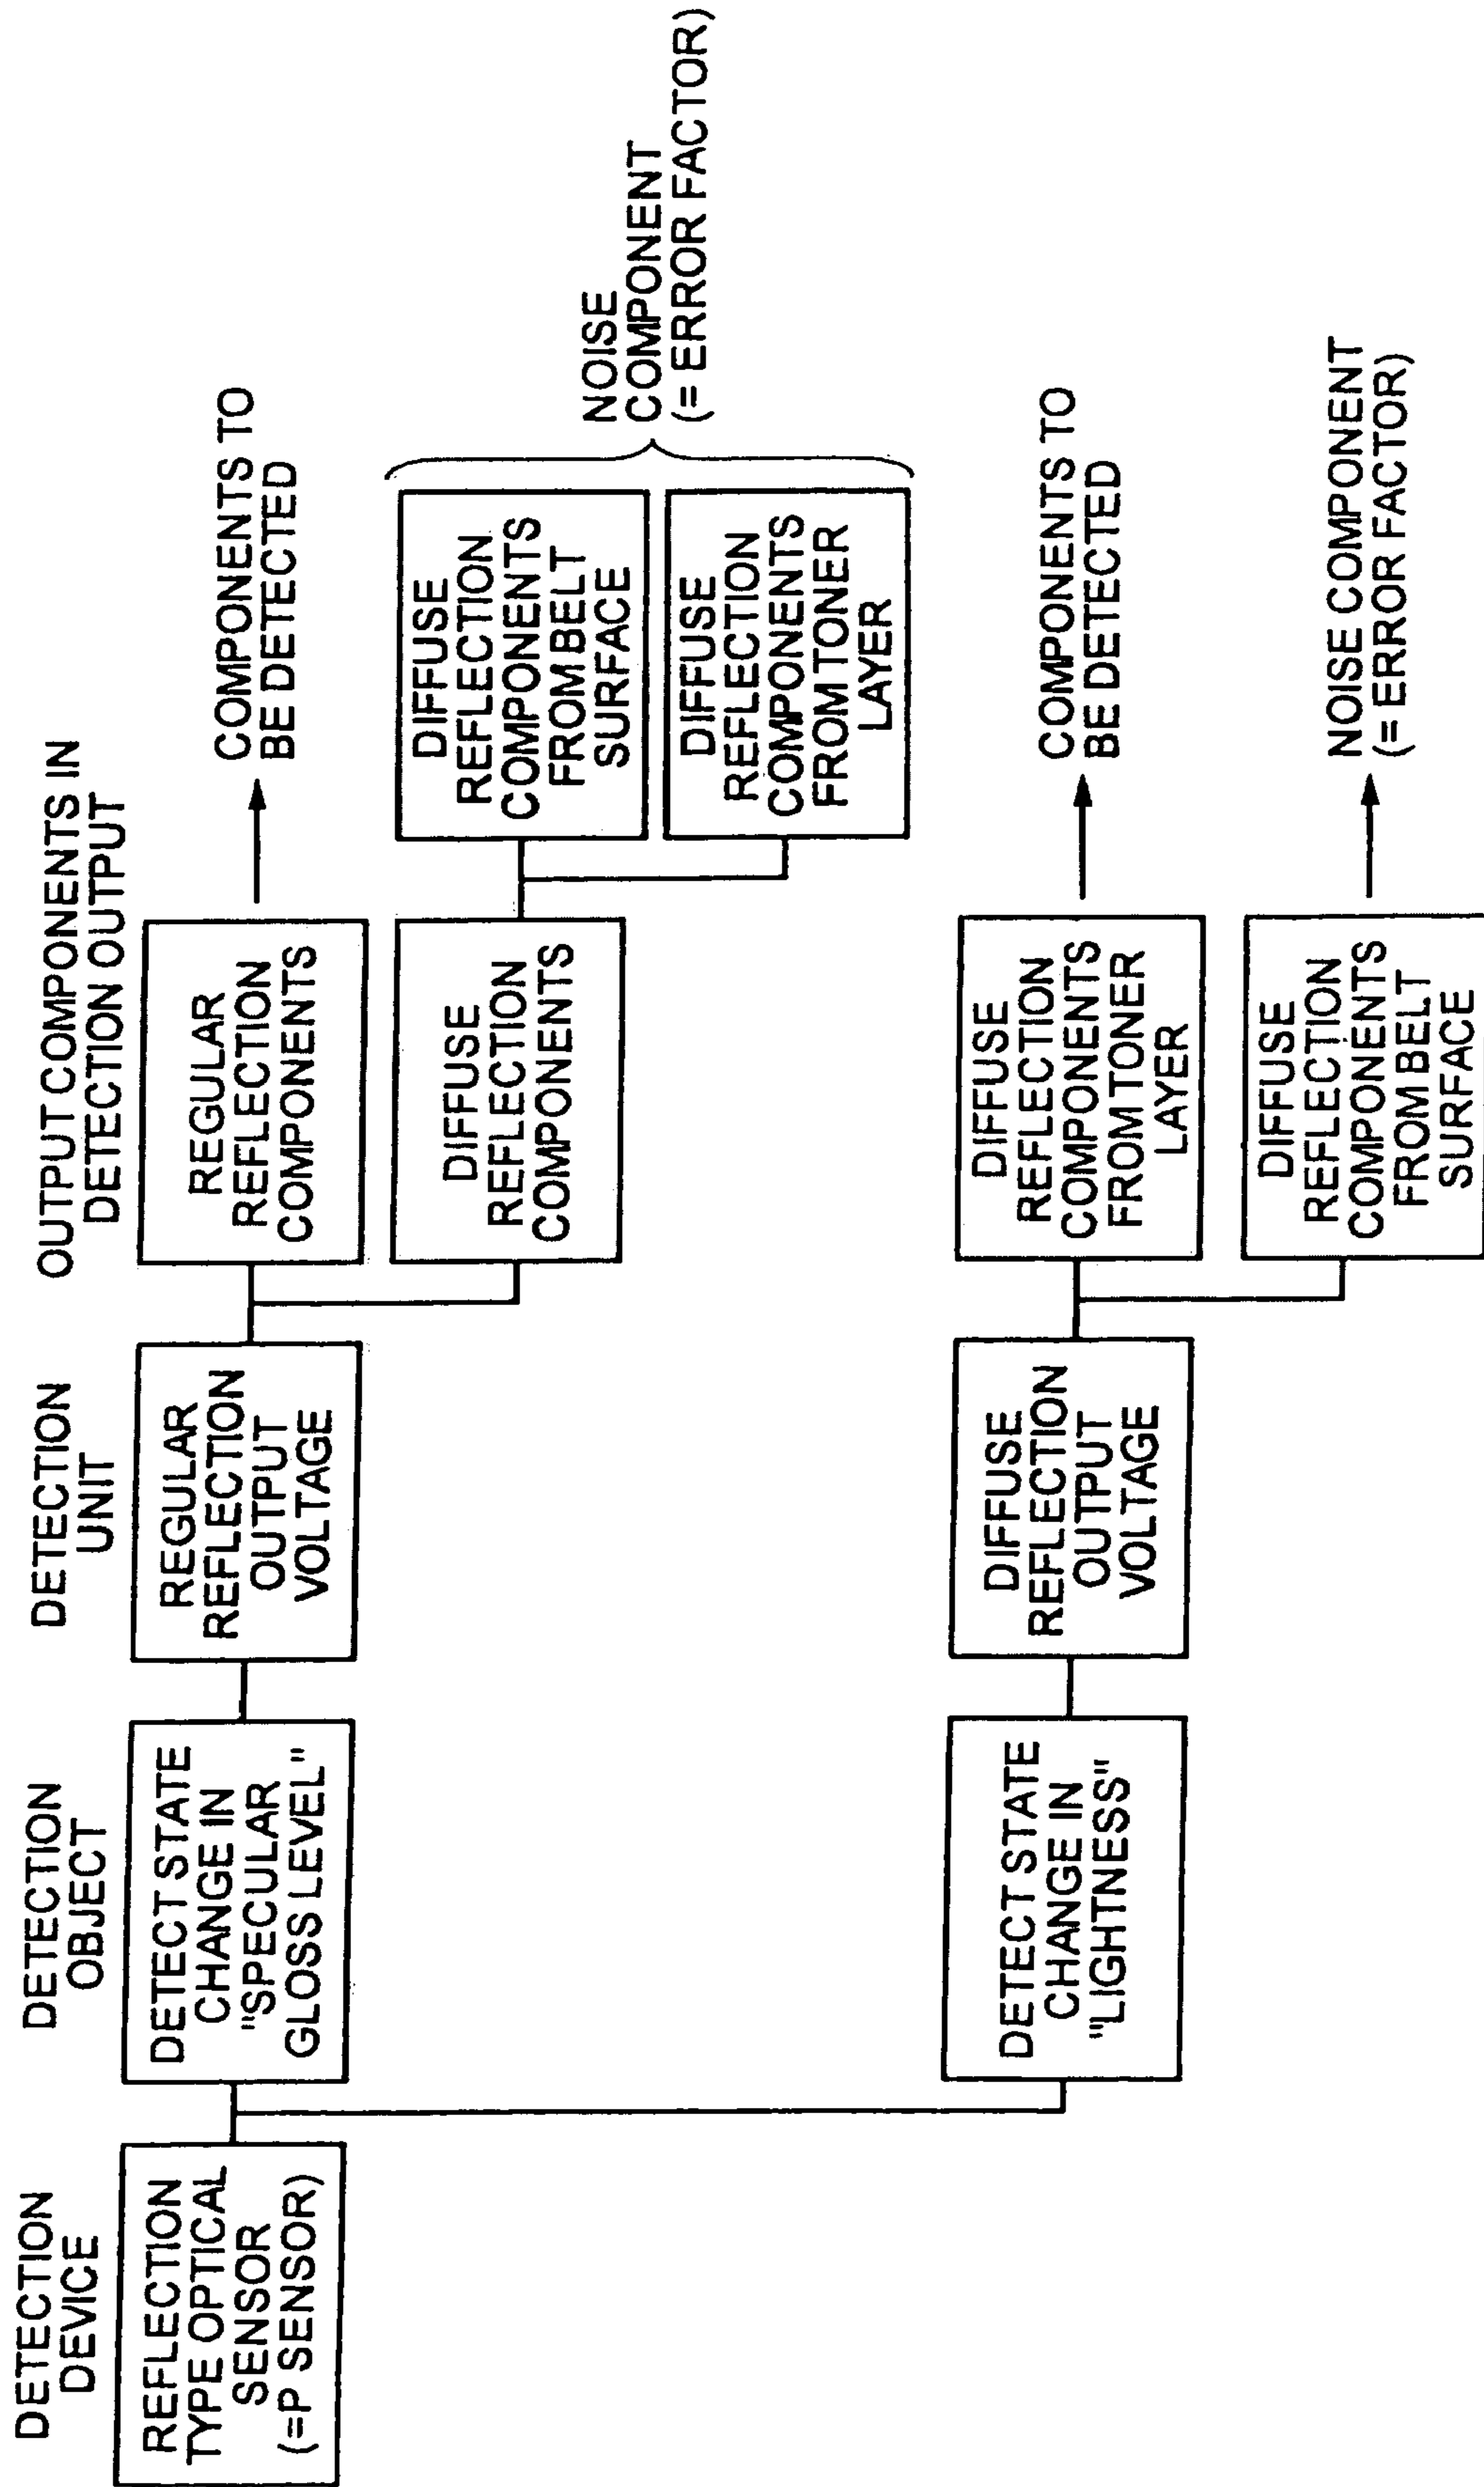 DETECTION
DEVICE
DETECTION
OBJECT
DETECTION
UNIT
OUTPUT COMPONENTS IN
DETECTION OUTPUT
REFLECTION
TYPE OPTICAL
SENSOR
(=P SENSOR)
DETECT STATE
CHANGE IN
"SPECULAR
GLOSS LEVEL"
REGULAR
REFLECTION
OUTPUT
VOLTAGE
REGULAR
REFLECTION
COMPONENTS
COMPONENTS TO
BE DETECTED
DIFFUSE
REFLECTION
COMPONENTS
DIFFUSE
REFLECTION
COMPONENTS
FROM BELT
SURFACE
DIFFUSE
REFLECTION
COMPONENTS
FROM TONER
LAYER
NOISE
COMPONENT
(= ERROR FACTOR)
DETECT STATE
CHANGE IN
"LIGHTNESS"
DIFFUSE
REFLECTION
OUTPUT
VOLTAGE
DIFFUSE
REFLECTION
COMPONENTS
FROM TONER
LAYER
COMPONENTS TO
BE DETECTED
DIFFUSE
REFLECTION
COMPONENTS
FROM BELT
SURFACE
NOISE COMPONENT
(= ERROR FACTOR)